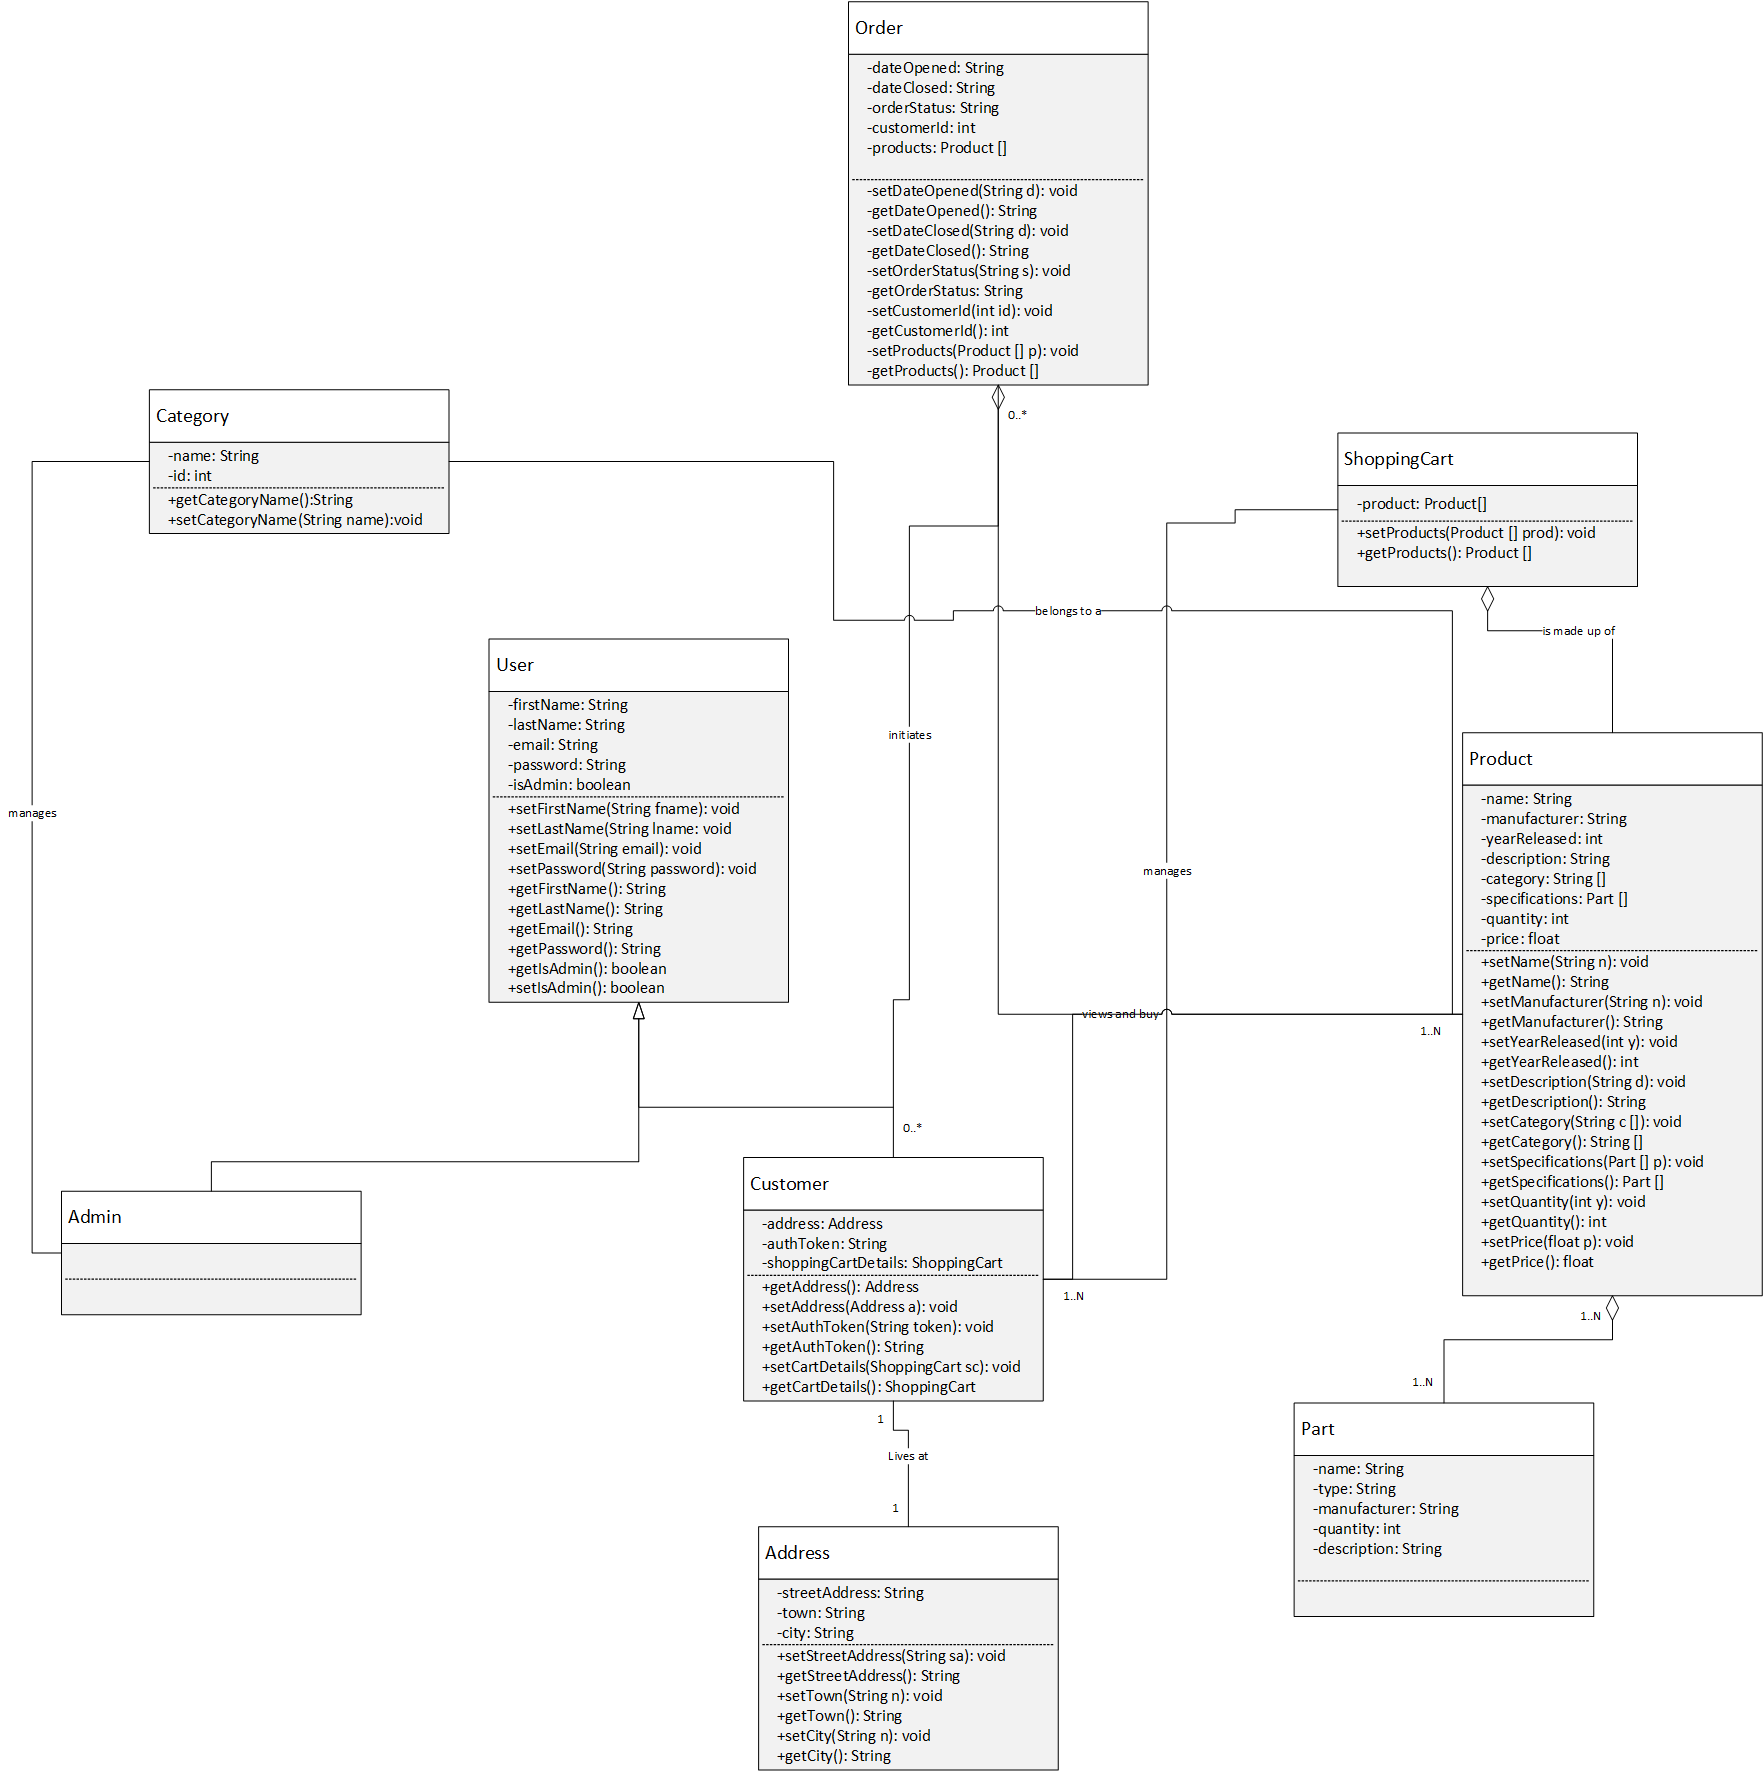 Order
-dateOpened: String
-dateClosed: String
-orderStatus: String
-customerId: int
-products: Product []
-setDateOpened(String d): void
-getDateOpened(): String
-setDateClosed(String d): void
-getDateClosed(): String
-setOrderStatus(String s): void
-getOrderStatus: String
-setCustomerId(int id): void
-getCustomerId(): int
-setProducts(Product [] p): void
-getProducts(): Product []
0..*
Category
-name: String
-id: int
+getCategoryName():String
+setCategoryName(String name):void
ShoppingCart
-product: Product[]
+setProducts(Product [] prod): void
+getProducts(): Product []
belongs to a
is made up of
User
-firstName: String
-lastName: String
-email: String
-password: String
-isAdmin: boolean
+setFirstName(String fname): void
+setLastName(String lname: void
+setEmail(String email): void
+setPassword(String password): void
+getFirstName(): String
+getLastName(): String
+getEmail(): String
+getPassword(): String
+getIsAdmin(): boolean
+setIsAdmin(): boolean
initiates
manages
manages
Product
-name: String
-manufacturer: String
-yearReleased: int
-description: String
-category: String []
-specifications: Part []
-quantity: int
-price: float
+setName(String n): void
+getName(): String
+setManufacturer(String n): void
+getManufacturer(): String
+setYearReleased(int y): void
+getYearReleased(): int
+setDescription(String d): void
+getDescription(): String
+setCategory(String c []): void
+getCategory(): String []
+setSpecifications(Part [] p): void
+getSpecifications(): Part []
+setQuantity(int y): void
+getQuantity(): int
+setPrice(float p): void
+getPrice(): float
views and buy
1..N
0..*
Admin
Customer
-address: Address
-authToken: String
-shoppingCartDetails: ShoppingCart
+getAddress(): Address
+setAddress(Address a): void
+setAuthToken(String token): void
+getAuthToken(): String
+setCartDetails(ShoppingCart sc): void
+getCartDetails(): ShoppingCart
1..N
1..N
1..N
1
Lives at
1
Part
-name: String
-type: String
-manufacturer: String
-quantity: int
-description: String
Address
-streetAddress: String
-town: String
-city: String
+setStreetAddress(String sa): void
+getStreetAddress(): String
+setTown(String n): void
+getTown(): String
+setCity(String n): void
+getCity(): String